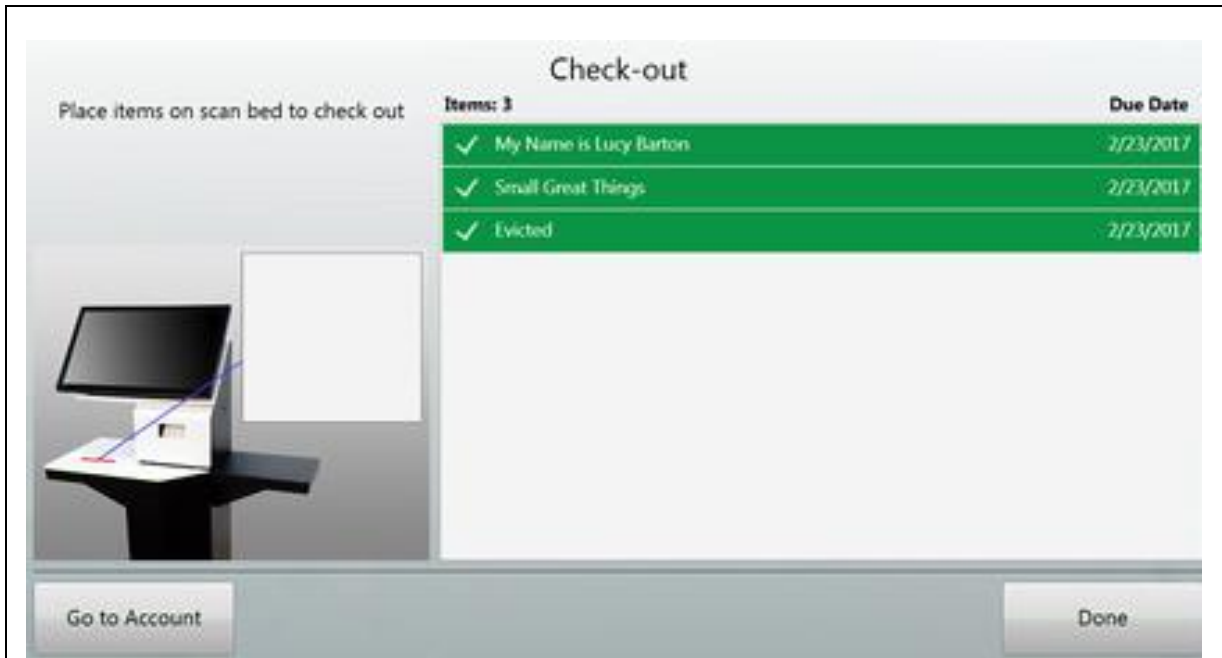 Check-out
Place items on scan bed to check out
Items: 3 Due Date
My Name is Lucy Barton 2/23/2017
Small Great Things 2/23/2017
Evicted 2/23/2017
Go to Account
Done